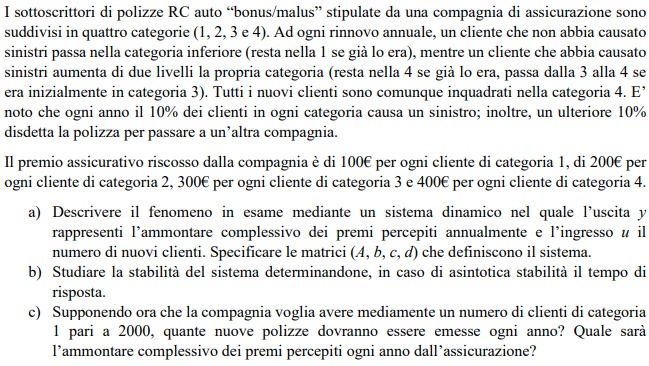 I sottoscrittori di polizze RC auto “bonus/malus” stipulate da una compagnia di assicurazione sono
suddivisi in quattro categorie (1, 2, 3 e 4). Ad ogni rinnovo annuale, un cliente che non abbia causato
sinistri passa nella categoria inferiore (resta nella 1 se già lo era), mentre un cliente che abbia causato
sinistri aumenta di due livelli la propria categoria (resta nella 4 se già lo era, passa dalla 3 alla 4 se
era inizialmente in categoria 3). Tutti i nuovi clienti sono comunque inquadrati nella categoria 4. E’
noto che ogni anno il 10% dei clienti in ogni categoria causa un sinistro; inoltre, un ulteriore 10%
disdetta la polizza per passare a un’altra compagnia.
Il premio assicurativo riscosso dalla compagnia è di 100€ per ogni cliente di categoria 1, di 200€ per
ogni cliente di categoria 2, 300€ per ogni cliente di categoria 3 e 400€ per ogni cliente di categoria 4.
a) Descrivere il fenomeno in esame mediante un sistema dinamico nel quale l’uscita y
rappresenti l’ammontare complessivo dei premi percepiti annualmente e l’ingresso u il
numero di nuovi clienti. Specificare le matrici (A, b, c, d) che definiscono il sistema.
b) Studiare la stabilità del sistema determinandone, in caso di asintotica stabilità il tempo di
risposta.
c) Supponendo ora che la compagnia voglia avere mediamente un numero di clienti di categoria
1 pari a 2000, quante nuove polizze dovranno essere emesse ogni anno? Quale sarà
l’ammontare complessivo dei premi percepiti ogni anno dall’assicurazione?